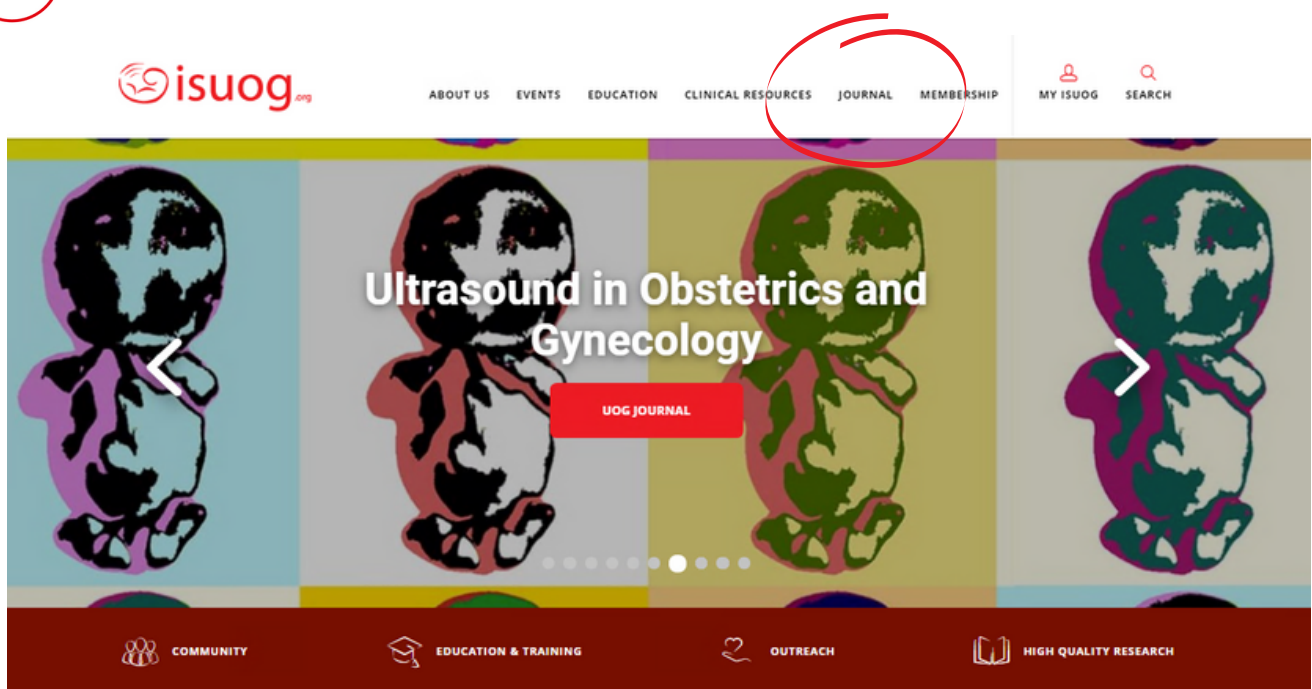 isuog.org
ABOUT US EVENTS EDUCATION CLINICAL RESOURCES JOURNAL MEMBERSHIP MY ISUOG SEARCH
Ultrasound in Obstetrics and
Gynecology
UOG JOURNAL
COMMUNITY EDUCATION & TRAINING OUTREACH HIGH QUALITY RESEARCH